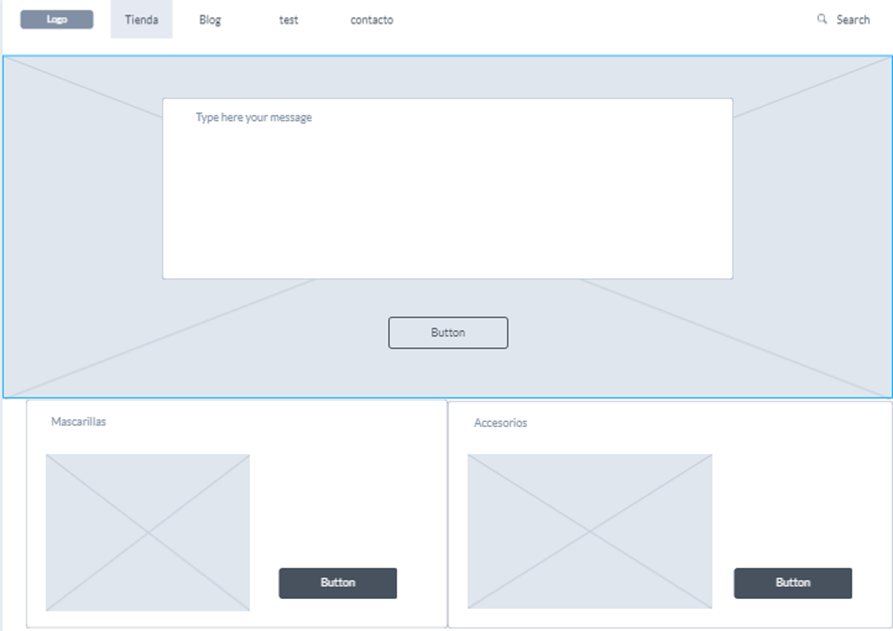 Logo Tienda Blog test contacto Search
Type here your message
Button
Mascarillas Accesorios
Button Button